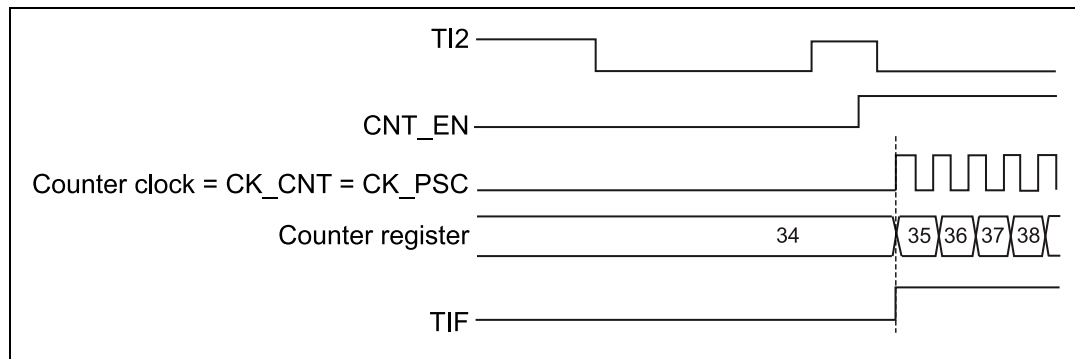 TI2
CNT_EN
Counter clock = CK_CNT = CK_PSC
Counter register 34 35 36 37 38
TIF